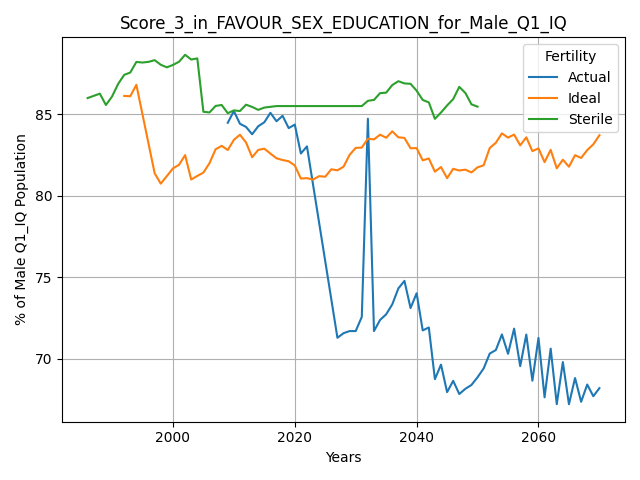 Score_3_in_FAVOUR_SEX_EDUCATION_for_Male_Q1_IQ
Fertility
Actual
Ideal
Sterile
% of Male Q1_IQ Population
85
80
75
70
2000
2020
2040
2060
Years